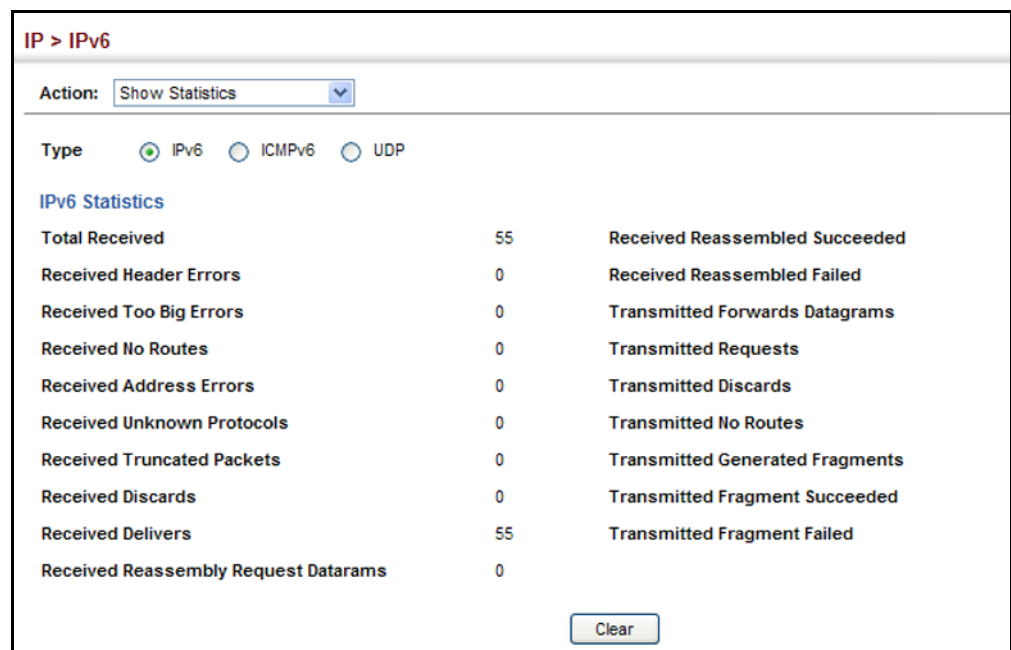 IP > IPv6
Action: Show Statistics
Type IPv6 ICMPv6 UDP
IPv6 Statistics
Total Received 55 Received Reassembled Succeeded
Received Header Errors 0 Received Reassembled Failed
Received Too Big Errors 0 Transmitted Forwards Datagrams
Received No Routes 0 Transmitted Requests
Received Address Errors 0 Transmitted Discards
Received Unknown Protocols 0 Transmitted No Routes
Received Truncated Packets 0 Transmitted Generated Fragments
Received Discards 0 Transmitted Fragment Succeeded
Received Delivers 55 Transmitted Fragment Failed
Received Reassembly Request Datarams 0
Clear